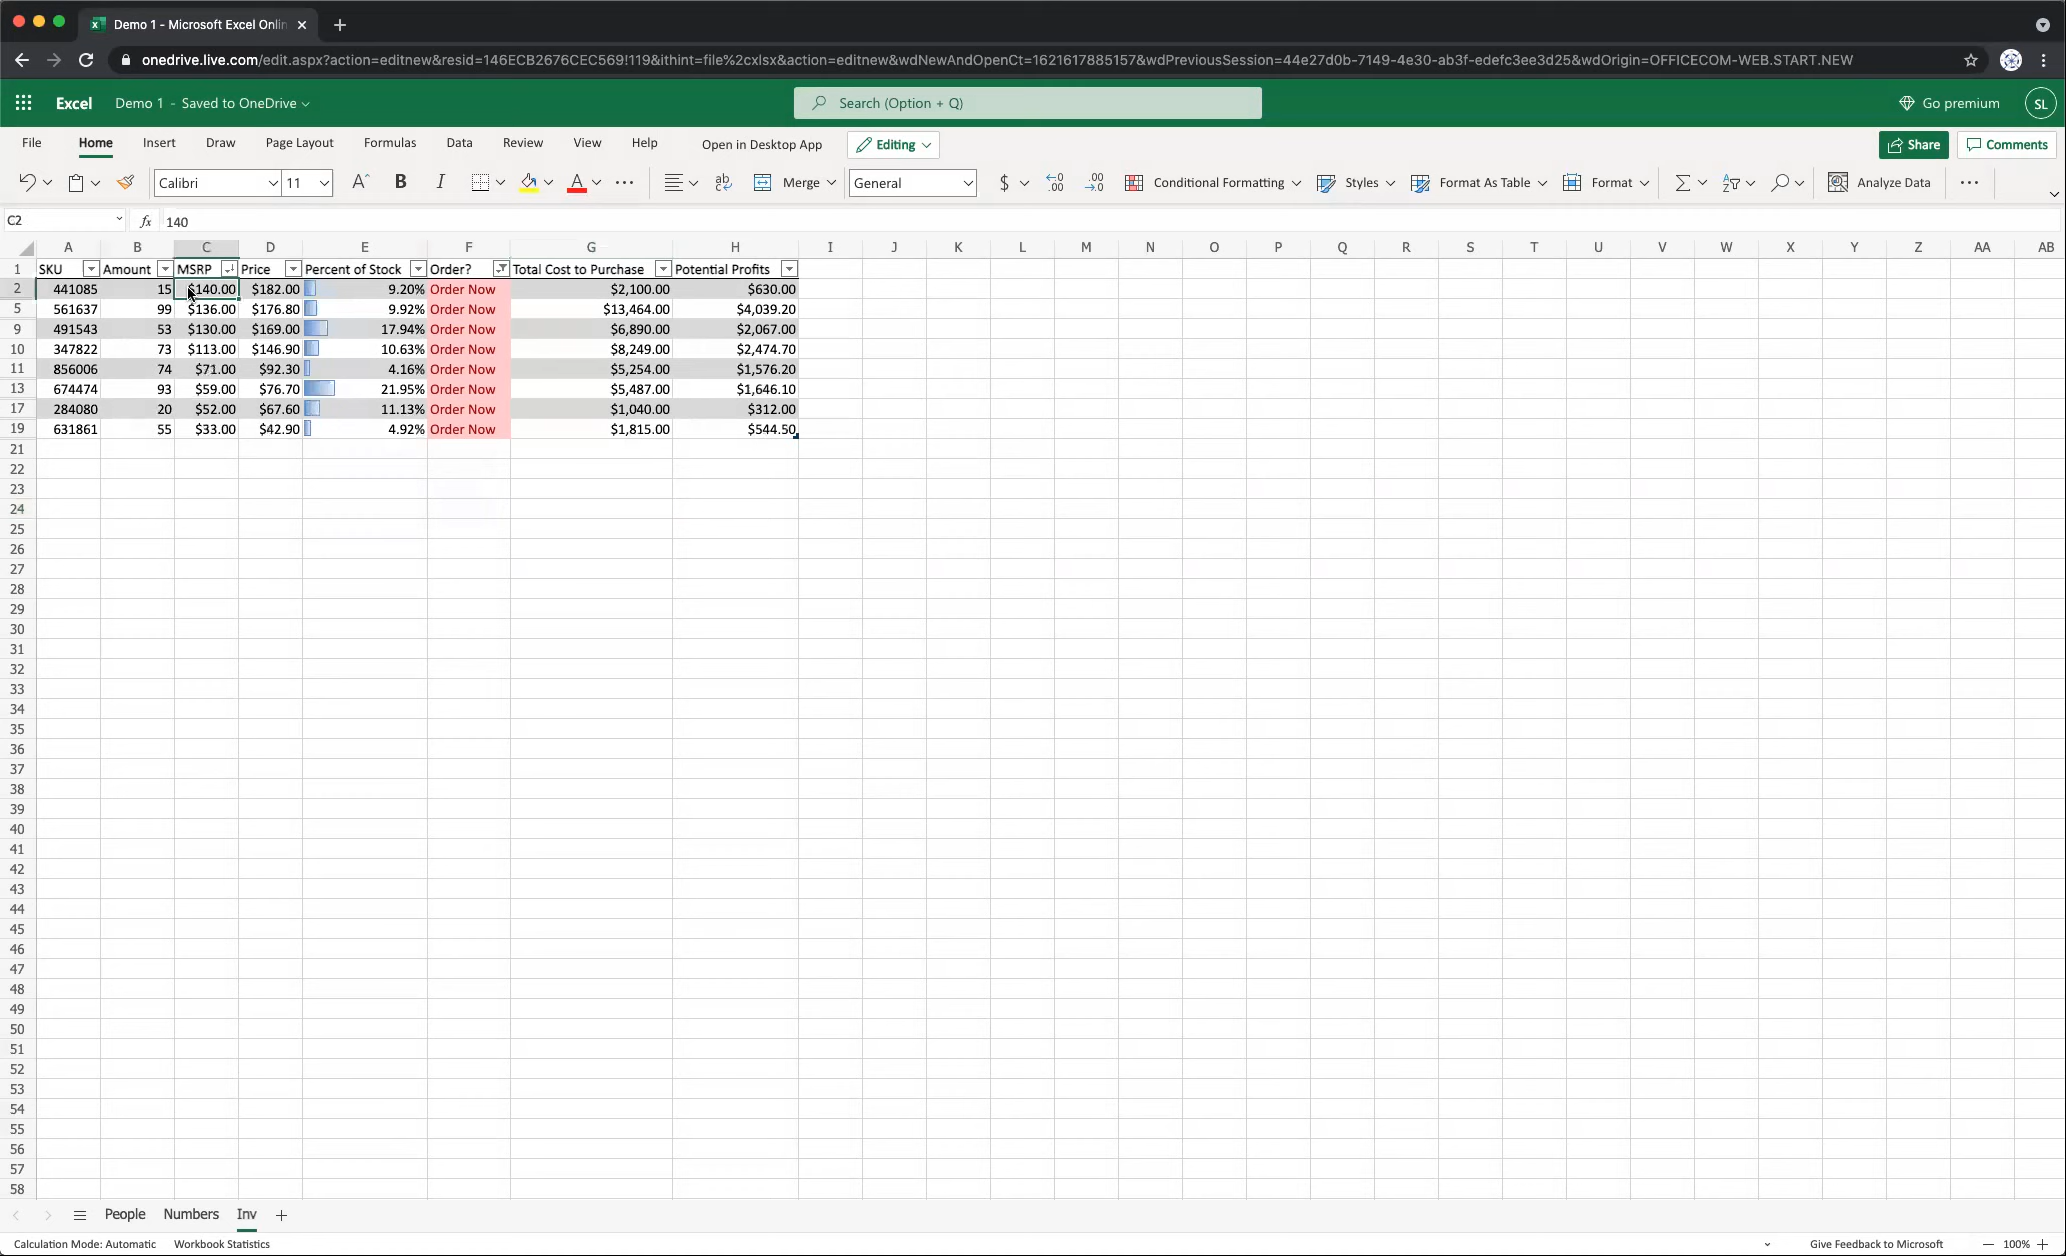 Demo 1 - Microsoft Excel Onlin
onedrive.live.com/edit.aspx?action=editnew&resid=146ECB2676CEC569!119&ithint=file%2cxlsx&action=editnew&wdNewAndOpenCt=1621617885157&wdPreviousSession=44e27d0b-7149-4e30-ab3f-edefc3ee3d25&wdOrigin=OFFICECOM-WEB.START.NEW
Excel Demo 1 - Saved to OneDrive Search (Option + Q) Go premium SL
File Home Insert Draw Page Layout Formulas Data Review View Help Open in Desktop App Editing Share Comments
Calibri 11 A B I A ab Merge General $ .00 .00 Conditional Formatting Styles Format As Table Format Analyze Data
C2 fx 140
A B C D E F G H I J K L M N O P Q R S T U V W X Y Z AA AB
1 SKU Amount MSRP Price Percent of Stock Order? Total Cost to Purchase Potential Profits
2 441085 15 $140.00 $182.00 9.20% Order Now $2,100.00 $630.00
5 561637 99 $136.00 $176.80 9.92% Order Now $13,464.00 $4,039.20
9 491543 53 $130.00 $169.00 17.94% Order Now $6,890.00 $2,067.00
10 347822 73 $113.00 $146.90 10.63% Order Now $8,249.00 $2,474.70
11 856006 74 $71.00 $92.30 4.16% Order Now $5,254.00 $1,576.20
13 674474 93 $59.00 $76.70 21.95% Order Now $5,487.00 $1,646.10
17 284080 20 $52.00 $67.60 11.13% Order Now $1,040.00 $312.00
19 631861 55 $33.00 $42.90 4.92% Order Now $1,815.00 $544.50
21
22
23
24
25
26
27
28
29
30
31
32
33
34
35
36
37
38
39
40
41
42
43
44
45
46
47
48
49
50
51
52
53
54
55
56
57
58
People Numbers Inv
Calculation Mode: Automatic Workbook Statistics Give Feedback to Microsoft 100%